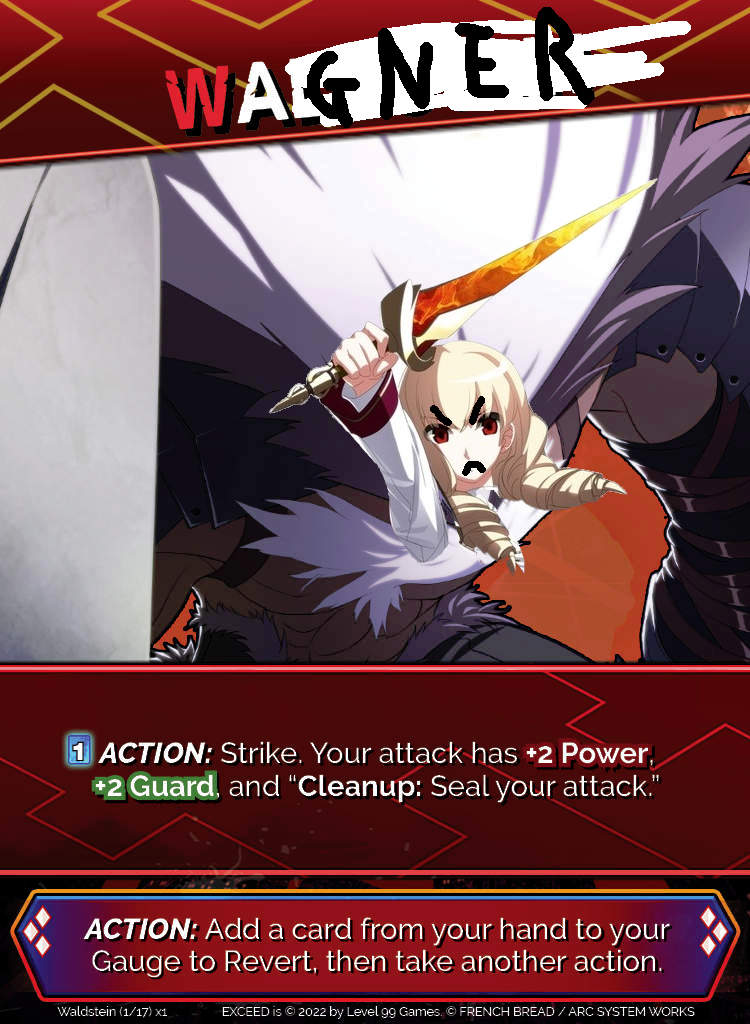 WAGNER
1 ACTION: Strike. Your attack has +2 Power,
+2 Guard, and “Cleanup: Seal your attack.”
ACTION: Add a card from your hand to your
Gauge to Revert, then take another action.
Waldstein (1/17) x1 EXCEED is © 2022 by Level 99 Games. © FRENCH BREAD / ARC SYSTEM WORKS